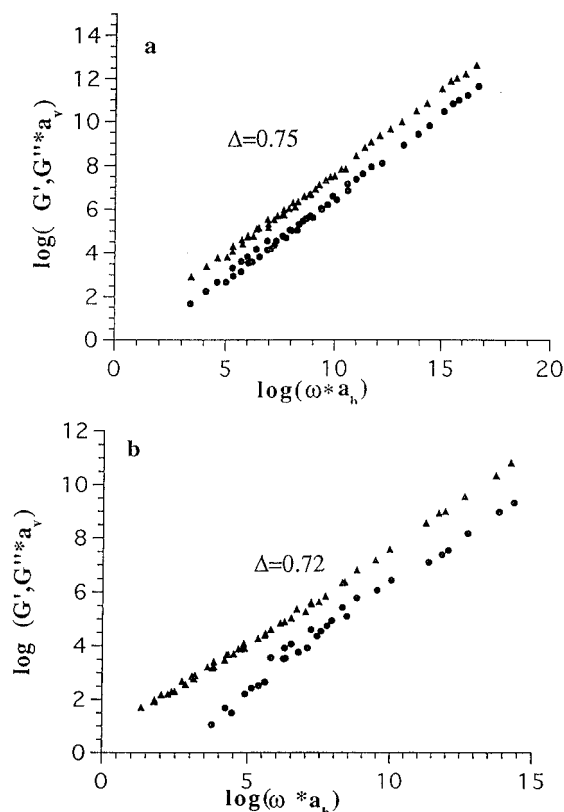 a
14
12
10
8
6
4
2
0
log( G',G''*a_v)
Δ=0.75
0 5 10 15 20
log(ω*a_h)
b
12
10
8
6
4
2
0
log (G',G''*a_v)
Δ=0.72
0 5 10 15
log(ω *a_h)